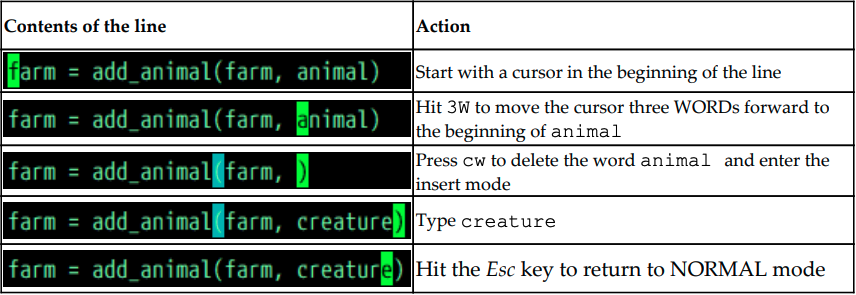 Contents of the line Action
farm = add_animal(farm, animal) Start with a cursor in the beginning of the line
farm = add_animal(farm, animal) Hit 3W to move the cursor three WORDs forward to
the beginning of animal
farm = add_animal(farm, ) Press cw to delete the word animal and enter the
insert mode
farm = add_animal(farm, creature) Type creature
farm = add_animal(farm, creature) Hit the Esc key to return to NORMAL mode